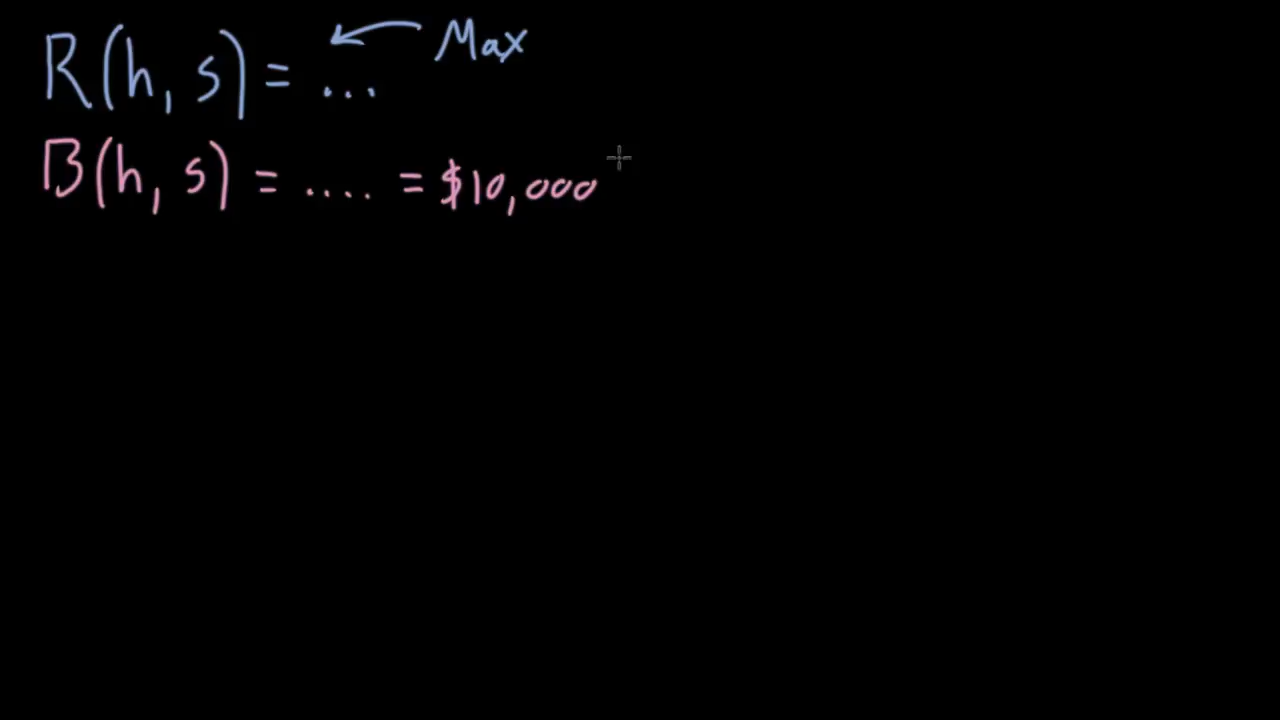 R(h, s) = ... Max
B(h, s) = .... = $10,000